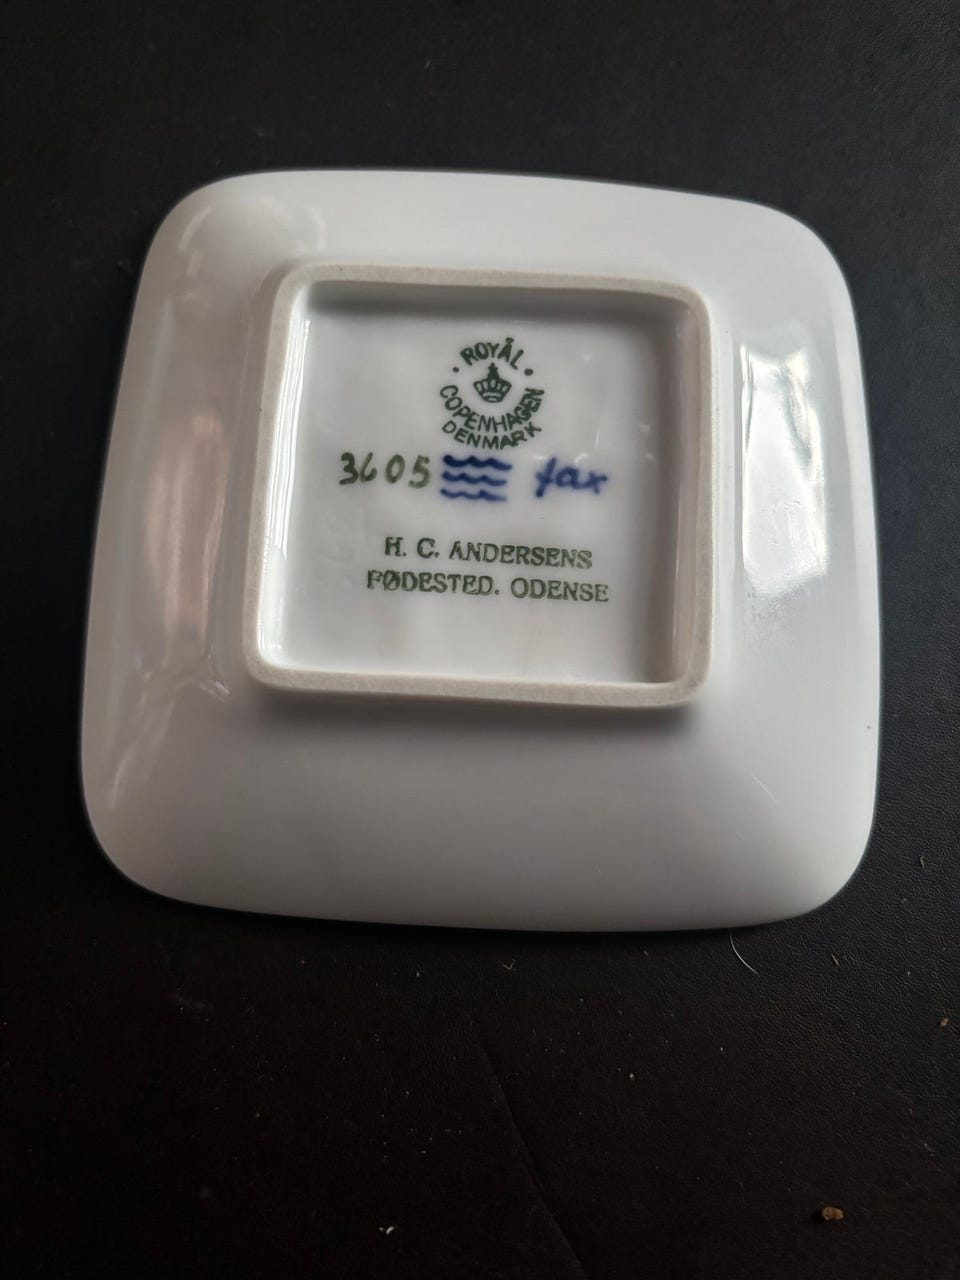 ROYAL
COPENHAGEN
DENMARK
3605 fax
H. C. ANDERSENS
FØDESTED. ODENSE